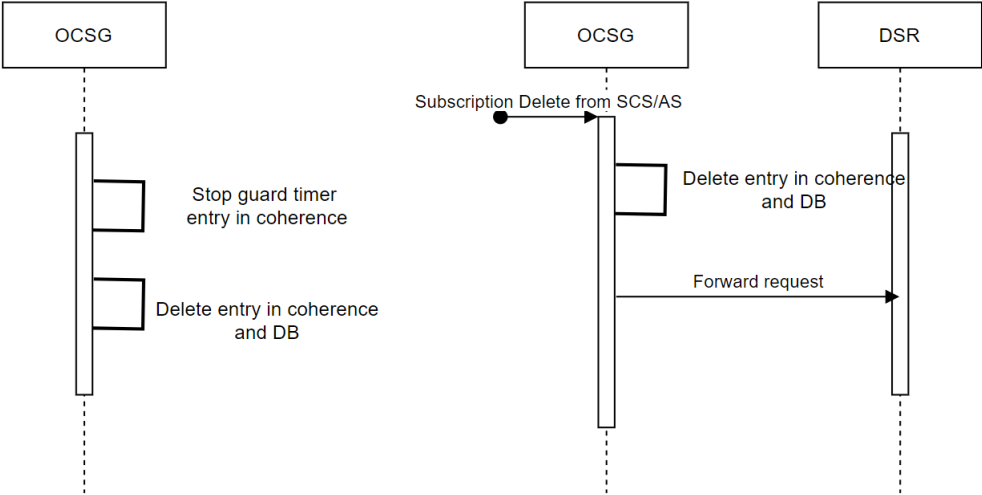 OCSG
OCSG
DSR
Subscription Delete from SCS/AS
Stop guard timer
entry in coherence
Delete entry in coherence
and DB
Forward request
Delete entry in coherence
and DB